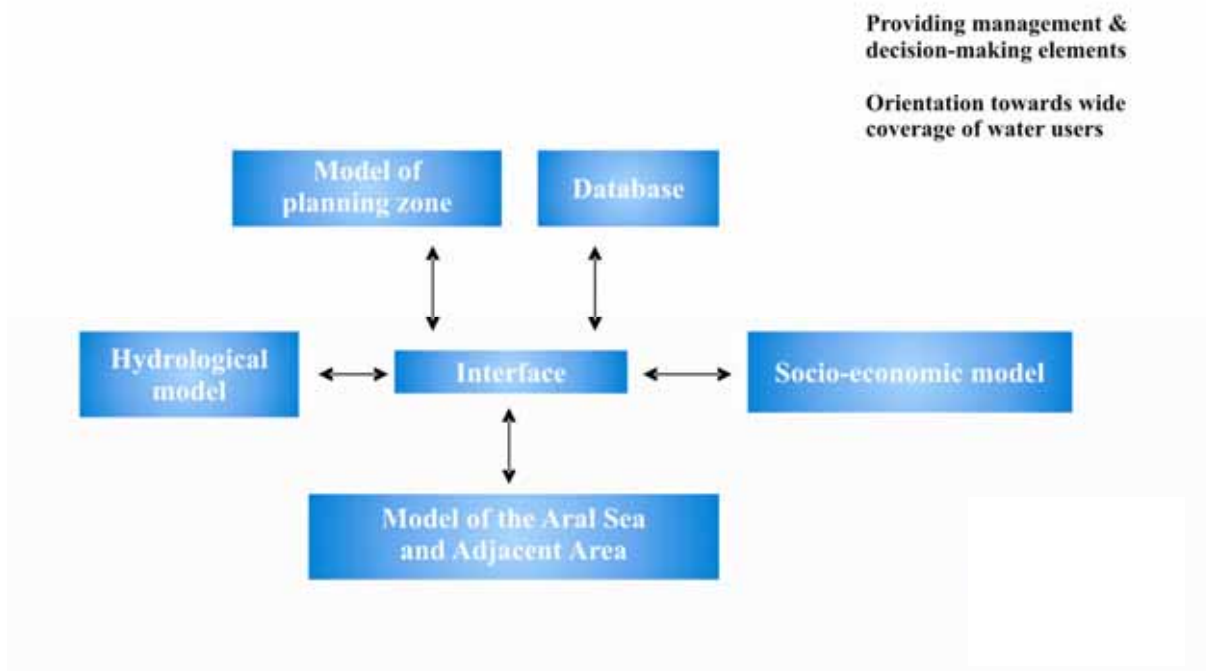 Providing management &
decision-making elements
Orientation towards wide
coverage of water users
Model of
planning zone
Database
Hydrological
model
Interface
Socio-economic model
Model of the Aral Sea
and Adjacent Area